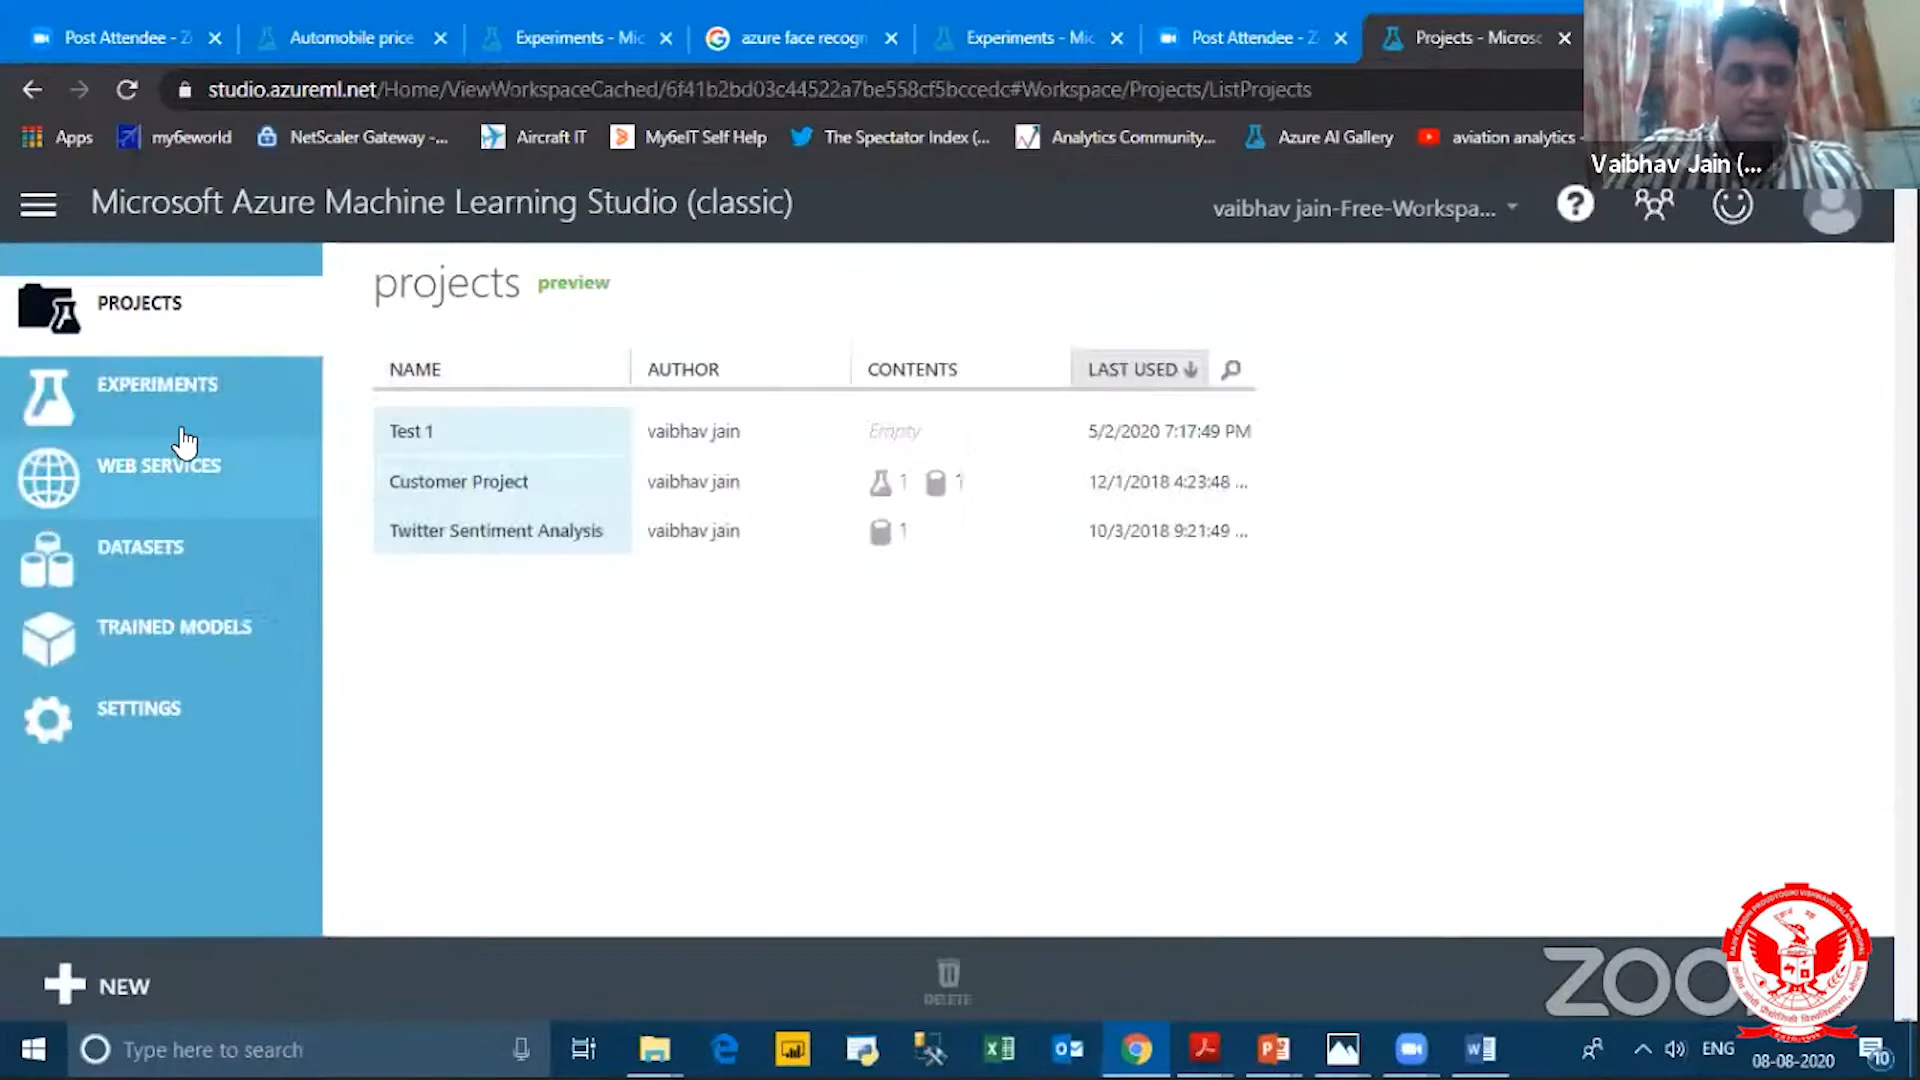 Post Attendee - Z
Automobile price
Experiments - Mic
azure face recogn
Experiments - Mic
Post Attendee - Z
Projects - Microsc
studio.azureml.net/Home/ViewWorkspaceCached/6f41b2bd03c44522a7be558cf5bccedc#Workspace/Projects/ListProjects
Apps
my6eworld
NetScaler Gateway -...
Aircraft IT
My6eIT Self Help
The Spectator Index (...
Analytics Community...
Azure AI Gallery
aviation analytics -
Vaibhav Jain (...
Microsoft Azure Machine Learning Studio (classic)
vaibhav jain-Free-Workspa...
PROJECTS
EXPERIMENTS
WEB SERVICES
DATASETS
TRAINED MODELS
SETTINGS
projects preview
NAME AUTHOR CONTENTS LAST USED
Test 1 vaibhav jain Empty 5/2/2020 7:17:49 PM
Customer Project vaibhav jain 1 1 12/1/2018 4:23:48 ...
Twitter Sentiment Analysis vaibhav jain 1 10/3/2018 9:21:49 ...
NEW
DELETE
ZOO
Type here to search
ENG
08-08-2020
10